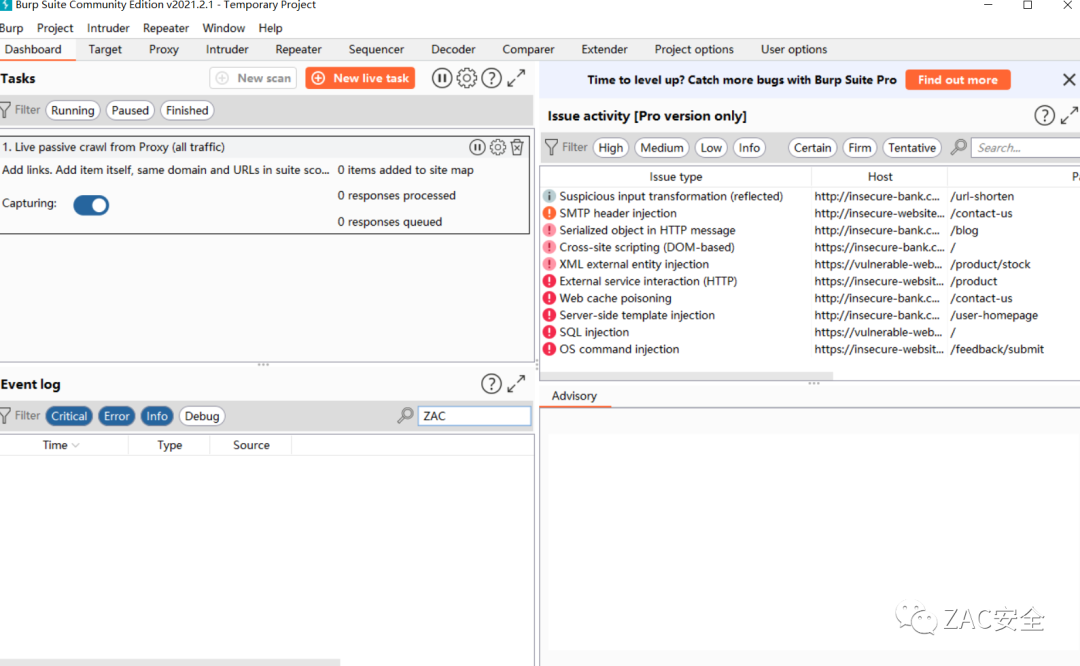 Burp Suite Community Edition v2021.2.1 - Temporary Project
Burp Project Intruder Repeater Window Help
Dashboard Target Proxy Intruder Repeater Sequencer Decoder Comparer Extender Project options User options
Tasks New scan New live task
Filter Running Paused Finished
1. Live passive crawl from Proxy (all traffic)
Add links. Add item itself, same domain and URLs in suite sco... 0 items added to site map
0 responses processed
Capturing:
0 responses queued
Event log
Filter Critical Error Info Debug ZAC
Time Type Source
Time to level up? Catch more bugs with Burp Suite Pro Find out more
Issue activity [Pro version only]
Filter High Medium Low Info Certain Firm Tentative Search...
Issue type Host Pa
Suspicious input transformation (reflected) http://insecure-bank.c... /url-shorten
SMTP header injection http://insecure-website... /contact-us
Serialized object in HTTP message http://insecure-bank.c... /blog
Cross-site scripting (DOM-based) https://insecure-bank.c... /
XML external entity injection https://vulnerable-web... /product/stock
External service interaction (HTTP) https://insecure-websit... /product
Web cache poisoning http://insecure-bank.c... /contact-us
Server-side template injection http://insecure-bank.c... /user-homepage
SQL injection https://vulnerable-web... /
OS command injection https://insecure-websit... /feedback/submit
Advisory
ZAC安全